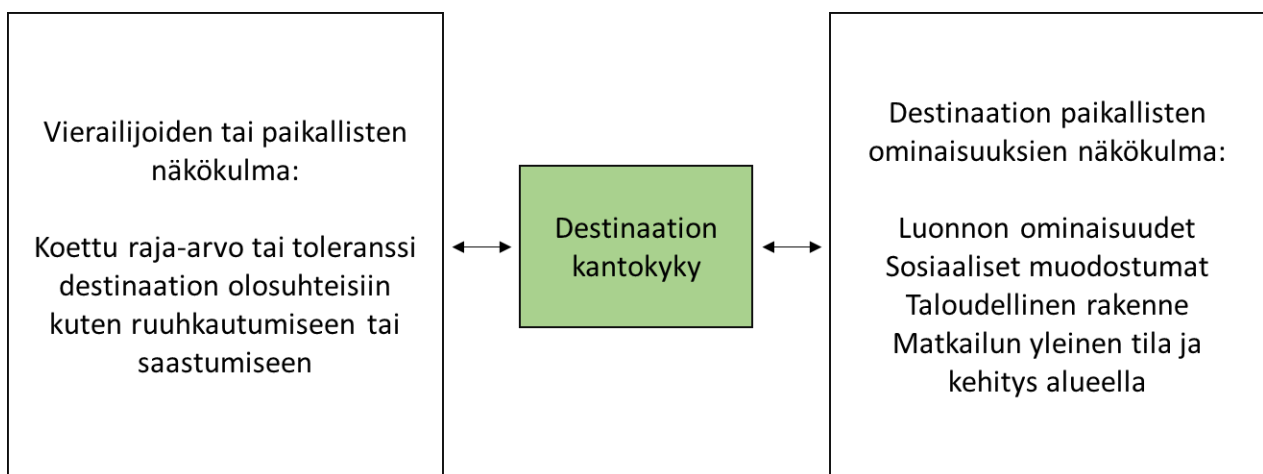 Vierailijoiden tai paikallisten
näkökulma:
Koettu raja-arvo tai toleranssi
destinaation olosuhteisiin
kuten ruuhkautumiseen tai
saastumiseen
Destinaation
kantokyky
Destinaation paikallisten
ominaisuuksien näkökulma:
Luonnon ominaisuudet
Sosiaaliset muodostumat
Taloudellinen rakenne
Matkailun yleinen tila ja
kehitys alueella